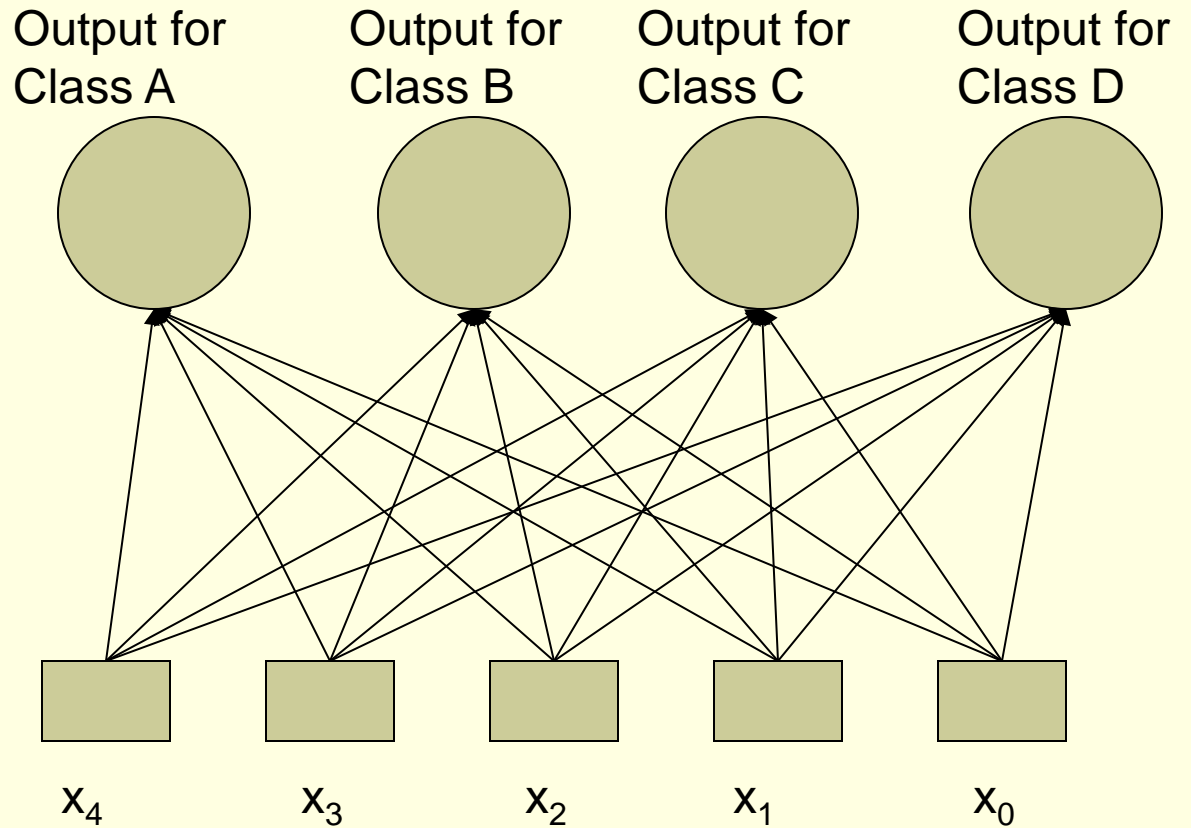 Output for Class A
Output for Class B
Output for Class C
Output for Class D
x₄ x₃ x₂ x₁ x₀